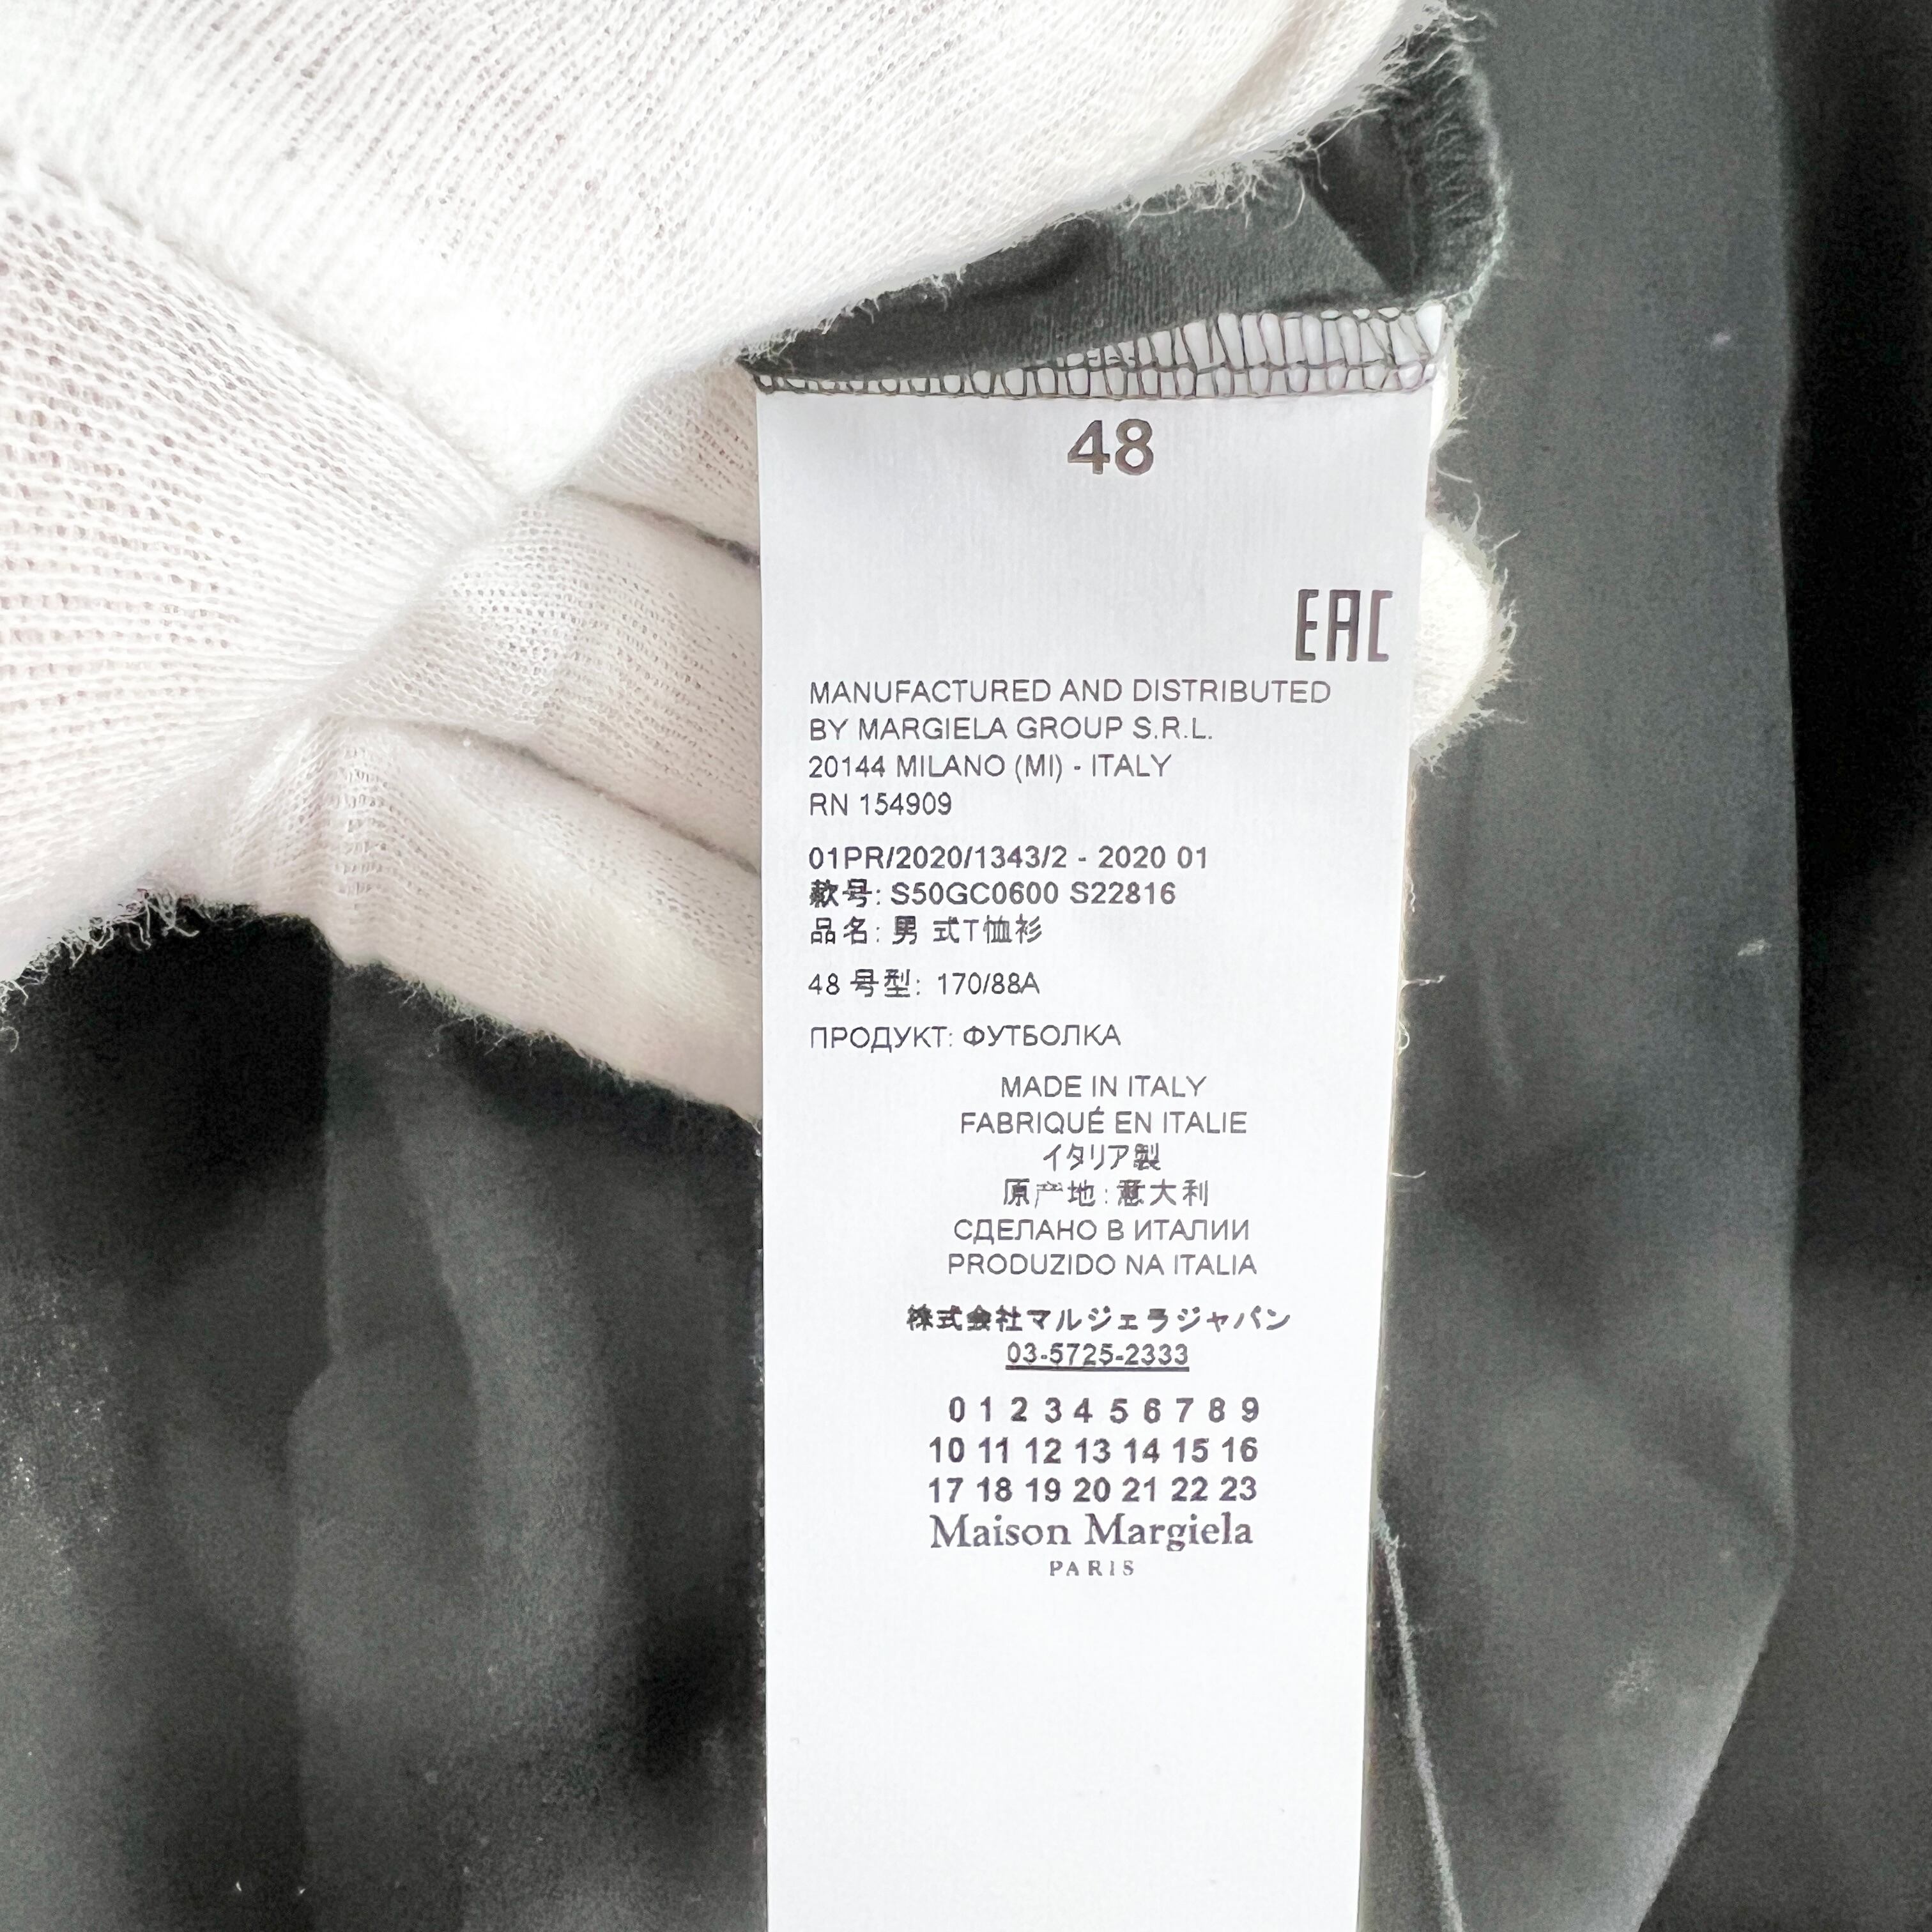 48
EAC
MANUFACTURED AND DISTRIBUTED
BY MARGIELA GROUP S.R.L.
20144 MILANO (MI) - ITALY
RN 154909
01PR/2020/1343/2 - 2020 01
款号: S50GC0600 S22816
品名: 男 式T恤衫
48 号型: 170/88A
ПРОДУКТ: ФУТБОЛКА
MADE IN ITALY
FABRIQUÉ EN ITALIE
イタリア製
原产地: 意大利
СДЕЛАНО В ИТАЛИИ
PRODUZIDO NA ITALIA
株式会社マルジェラジャパン
03-5725-2333
0 1 2 3 4 5 6 7 8 9
10 11 12 13 14 15 16
17 18 19 20 21 22 23
Maison Margiela
PARIS